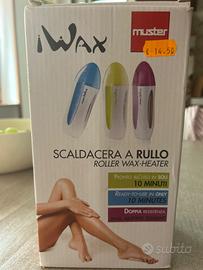 iWax
muster
€ 14,50
SCALDACERA A RULLO
ROLLER WAX-HEATER
PRONTO ALL'USO IN SOLI
10 MINUTI
READY-TO-USE IN ONLY
10 MINUTES
DOPPIA RESISTENZA
Subito